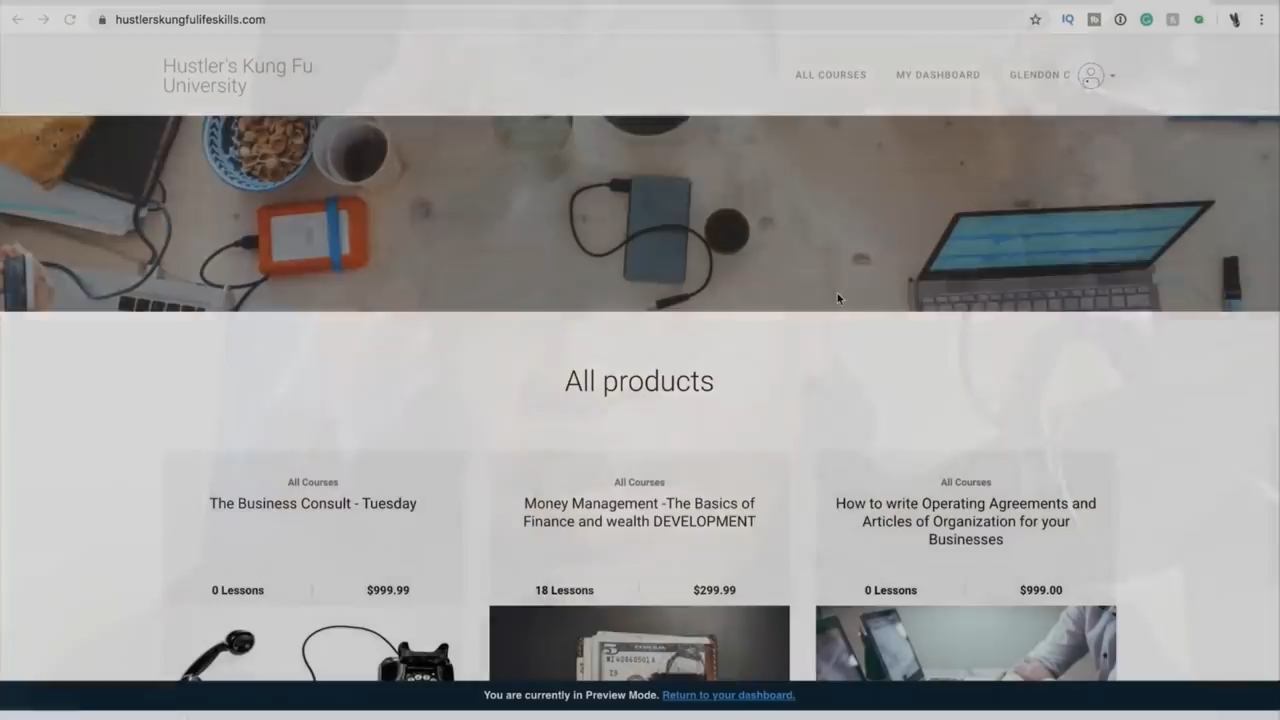 hustlerskungfulifeskills.com
Hustler's Kung Fu
University
ALL COURSES MY DASHBOARD GLENDON C
All products
All Courses
The Business Consult - Tuesday
0 Lessons $999.99
All Courses
Money Management -The Basics of
Finance and wealth DEVELOPMENT
18 Lessons $299.99
All Courses
How to write Operating Agreements and
Articles of Organization for your
Businesses
0 Lessons $999.00
You are currently in Preview Mode. Return to your dashboard.